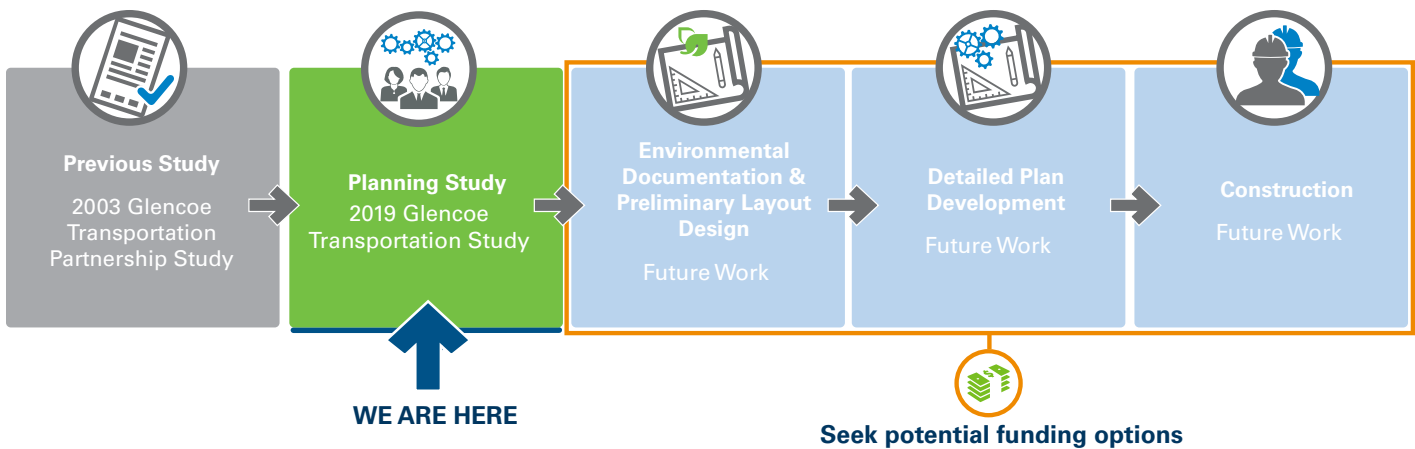 Previous Study
2003 Glencoe
Transportation
Partnership Study
Planning Study
2019 Glencoe
Transportation Study
Environmental
Documentation &
Preliminary Layout
Design
Future Work
Detailed Plan
Development
Future Work
Construction
Future Work
WE ARE HERE
Seek potential funding options